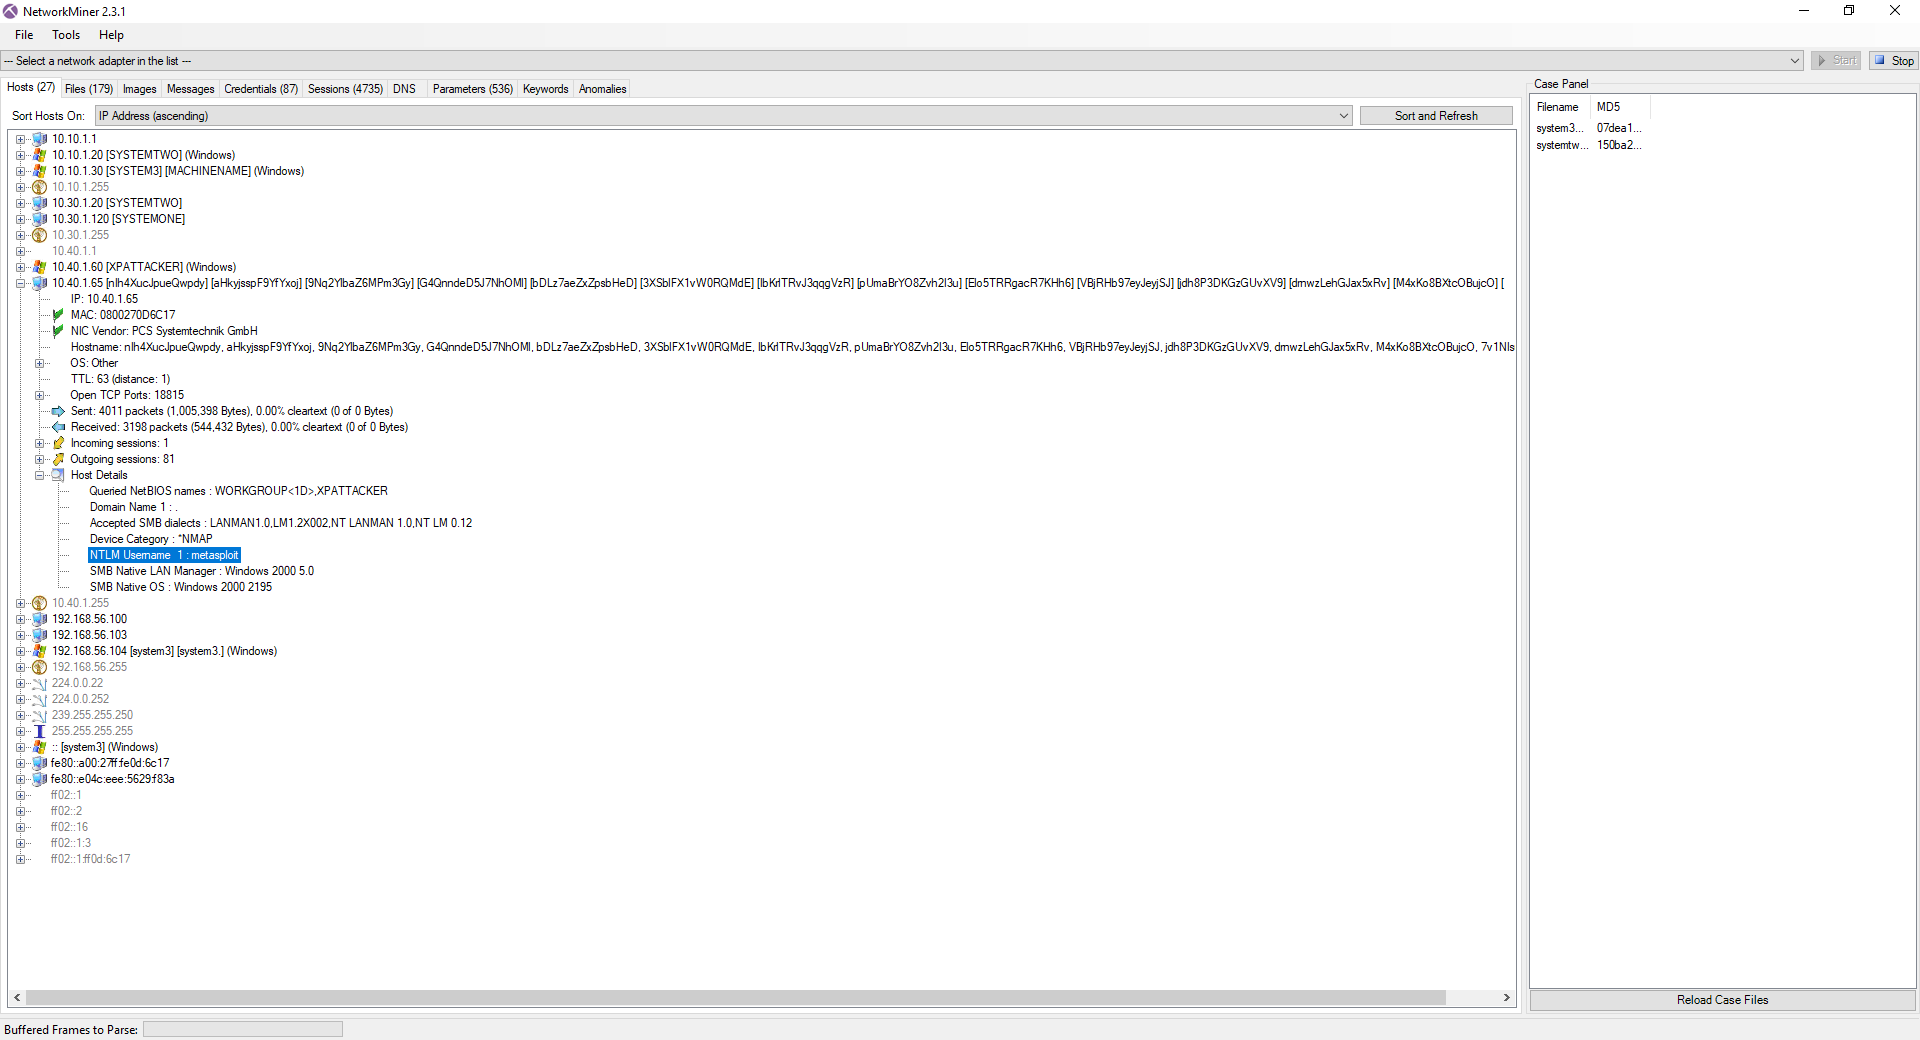 NetworkMiner 2.3.1
File Tools Help
--- Select a network adapter in the list ---
Start Stop
Hosts (27) Files (179) Images Messages Credentials (87) Sessions (4735) DNS Parameters (536) Keywords Anomalies
Sort Hosts On: IP Address (ascending) Sort and Refresh
10.10.1.1
10.10.1.20 [SYSTEMTWO] (Windows)
10.10.1.30 [SYSTEM3] [MACHINENAME] (Windows)
10.10.1.255
10.30.1.20 [SYSTEMTWO]
10.30.1.120 [SYSTEMONE]
10.30.1.255
10.40.1.1
10.40.1.60 [XPATTACKER] (Windows)
10.40.1.65 [nlh4XucJpueQwpdy] [aHkyjsspF9YfYxoj] [9Nq2YlbaZ6MPm3Gy] [G4QnndeD5J7NhOMI] [bDLz7aeZxZpsbHeD] [3XSbIFX1vW0RQMdE] [IbKrlTRvJ3qqgVzR] [pUmaBrYO8Zvh2I3u] [Elo5TRRgacR7KHh6] [VBjRHb97eyJeyjSJ] [jdh8P3DKGzGUvXV9] [dmwzLehGJax5xRv] [M4xKo8BXtcOBujcO] [
IP: 10.40.1.65
MAC: 0800270D6C17
NIC Vendor: PCS Systemtechnik GmbH
Hostname: nlh4XucJpueQwpdy, aHkyjsspF9YfYxoj, 9Nq2YlbaZ6MPm3Gy, G4QnndeD5J7NhOMI, bDLz7aeZxZpsbHeD, 3XSbIFX1vW0RQMdE, IbKrlTRvJ3qqgVzR, pUmaBrYO8Zvh2I3u, Elo5TRRgacR7KHh6, VBjRHb97eyJeyjSJ, jdh8P3DKGzGUvXV9, dmwzLehGJax5xRv, M4xKo8BXtcOBujcO, 7v1Nls
OS: Other
TTL: 63 (distance: 1)
Open TCP Ports: 18815
Sent: 4011 packets (1,005,398 Bytes), 0.00% cleartext (0 of 0 Bytes)
Received: 3198 packets (544,432 Bytes), 0.00% cleartext (0 of 0 Bytes)
Incoming sessions: 1
Outgoing sessions: 81
Host Details
Queried NetBIOS names : WORKGROUP<1D>,XPATTACKER
Domain Name 1 : .
Accepted SMB dialects : LANMAN1.0,LM1.2X002,NT LANMAN 1.0,NT LM 0.12
Device Category : *NMAP
NTLM Username 1 : metasploit
SMB Native LAN Manager : Windows 2000 5.0
SMB Native OS : Windows 2000 2195
10.40.1.255
192.168.56.100
192.168.56.103
192.168.56.104 [system3] [system3.] (Windows)
192.168.56.255
224.0.0.22
224.0.0.252
239.255.255.250
255.255.255.255
:: [system3] (Windows)
fe80::a00:27ff:fe0d:6c17
fe80::e04c:eee:5629:f83a
ff02::1
ff02::2
ff02::16
ff02::1:3
ff02::1:ff0d:6c17
Case Panel
Filename MD5
system3... 07dea1...
systemtw... 150ba2...
Reload Case Files
Buffered Frames to Parse: